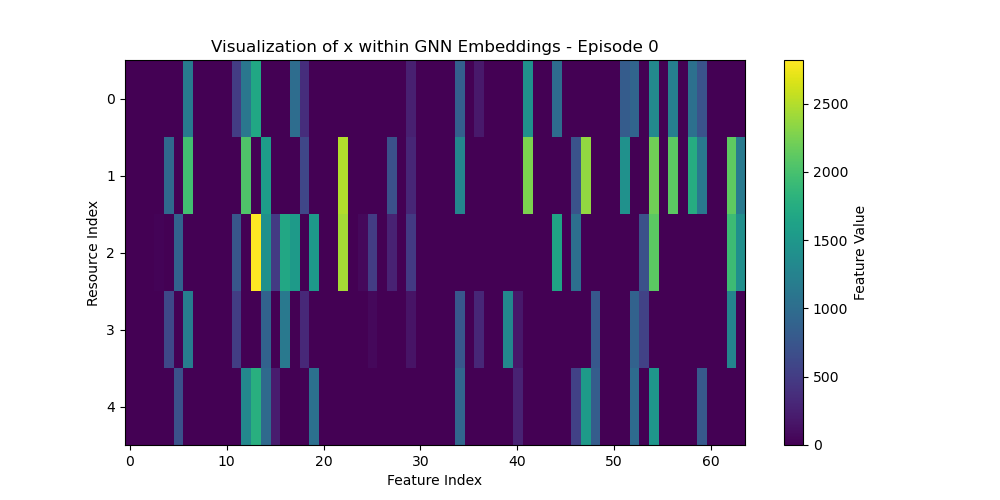 Visualization of x within GNN Embeddings - Episode 0
Resource Index
0
1
2
3
4
0 10 20 30 40 50 60
Feature Index
2500
2000
1500
1000
500
0
Feature Value